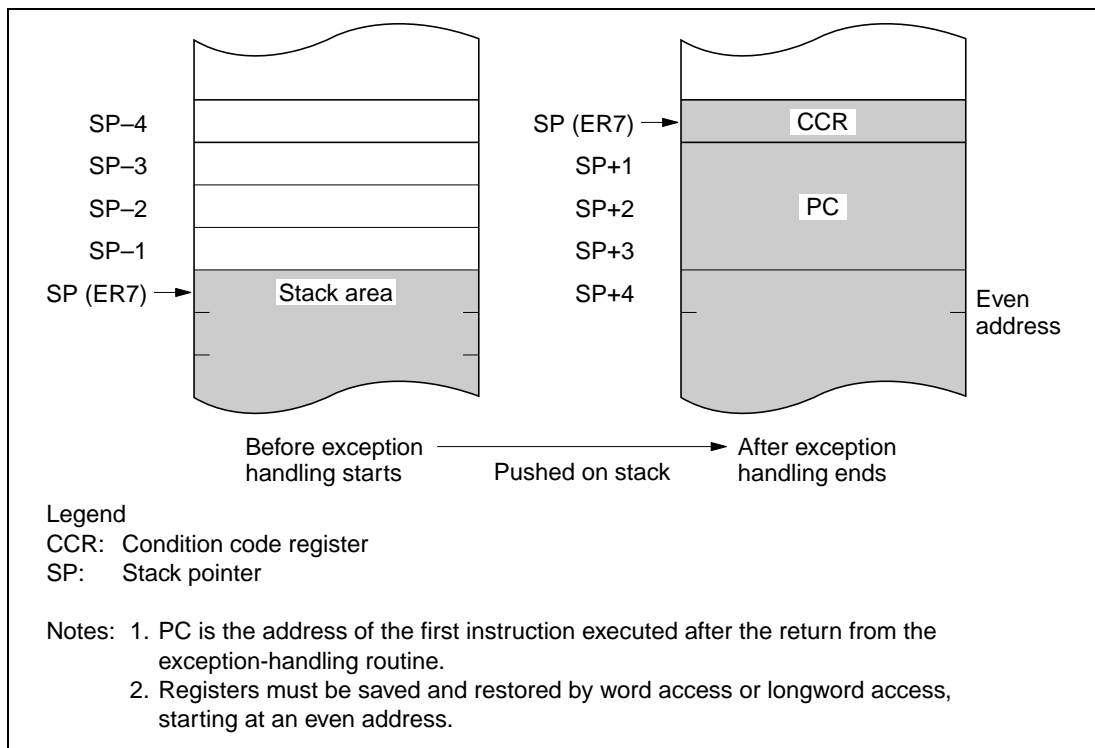 SP–4
SP–3
SP–2
SP–1
SP (ER7)
Stack area
SP (ER7)
SP+1
SP+2
SP+3
SP+4
CCR
PC
Even
address
Before exception
handling starts
Pushed on stack
After exception
handling ends
Legend
CCR: Condition code register
SP: Stack pointer
Notes: 1. PC is the address of the first instruction executed after the return from the
exception-handling routine.
2. Registers must be saved and restored by word access or longword access,
starting at an even address.